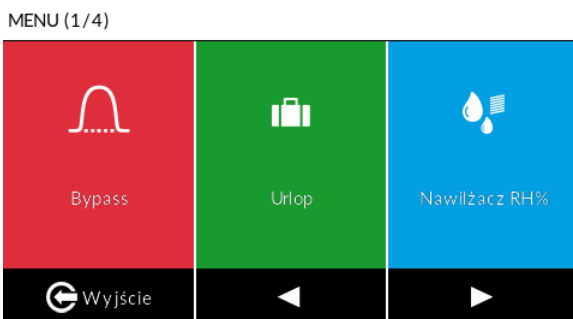 MENU (1/4)
Bypass
Urlop
Nawilżacz RH%
Wyjście